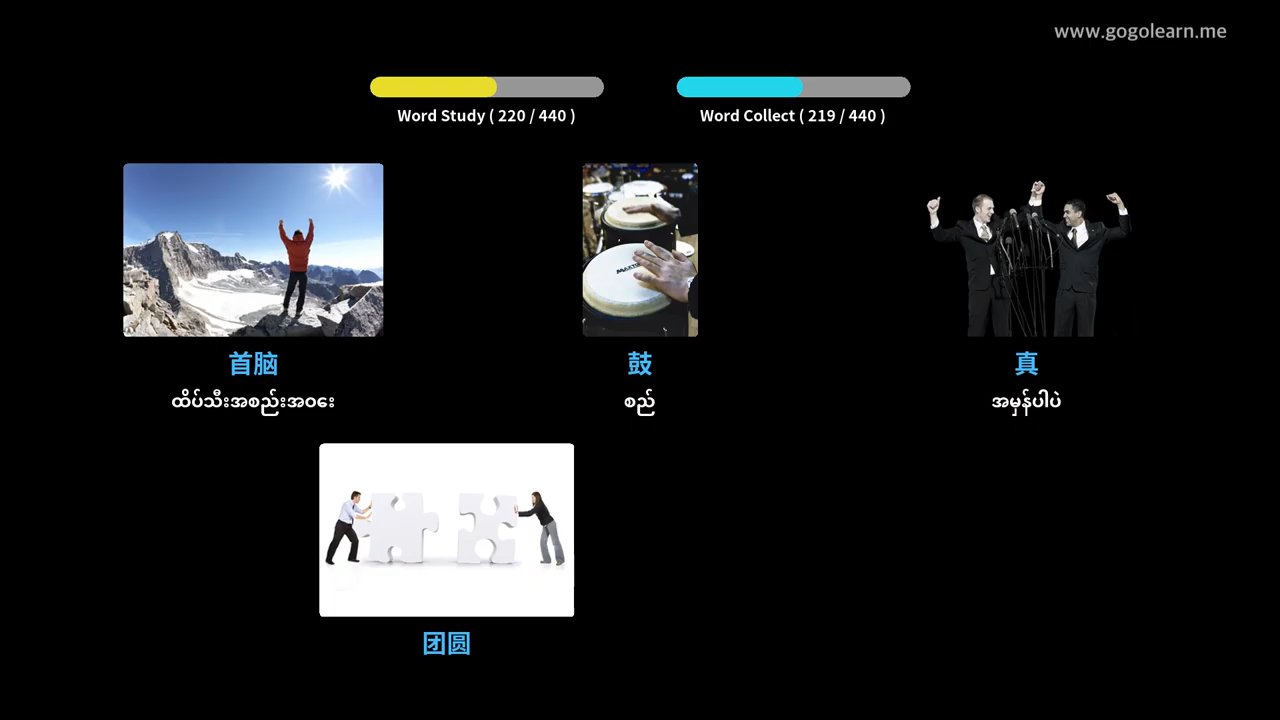 www.gogolearn.me
Word Study ( 220 / 440 )
Word Collect ( 219 / 440 )
首脑
鼓
真
ထိပ်သီးအစည်းအဝေး
စည်
အမှန်ပါပဲ
团圆